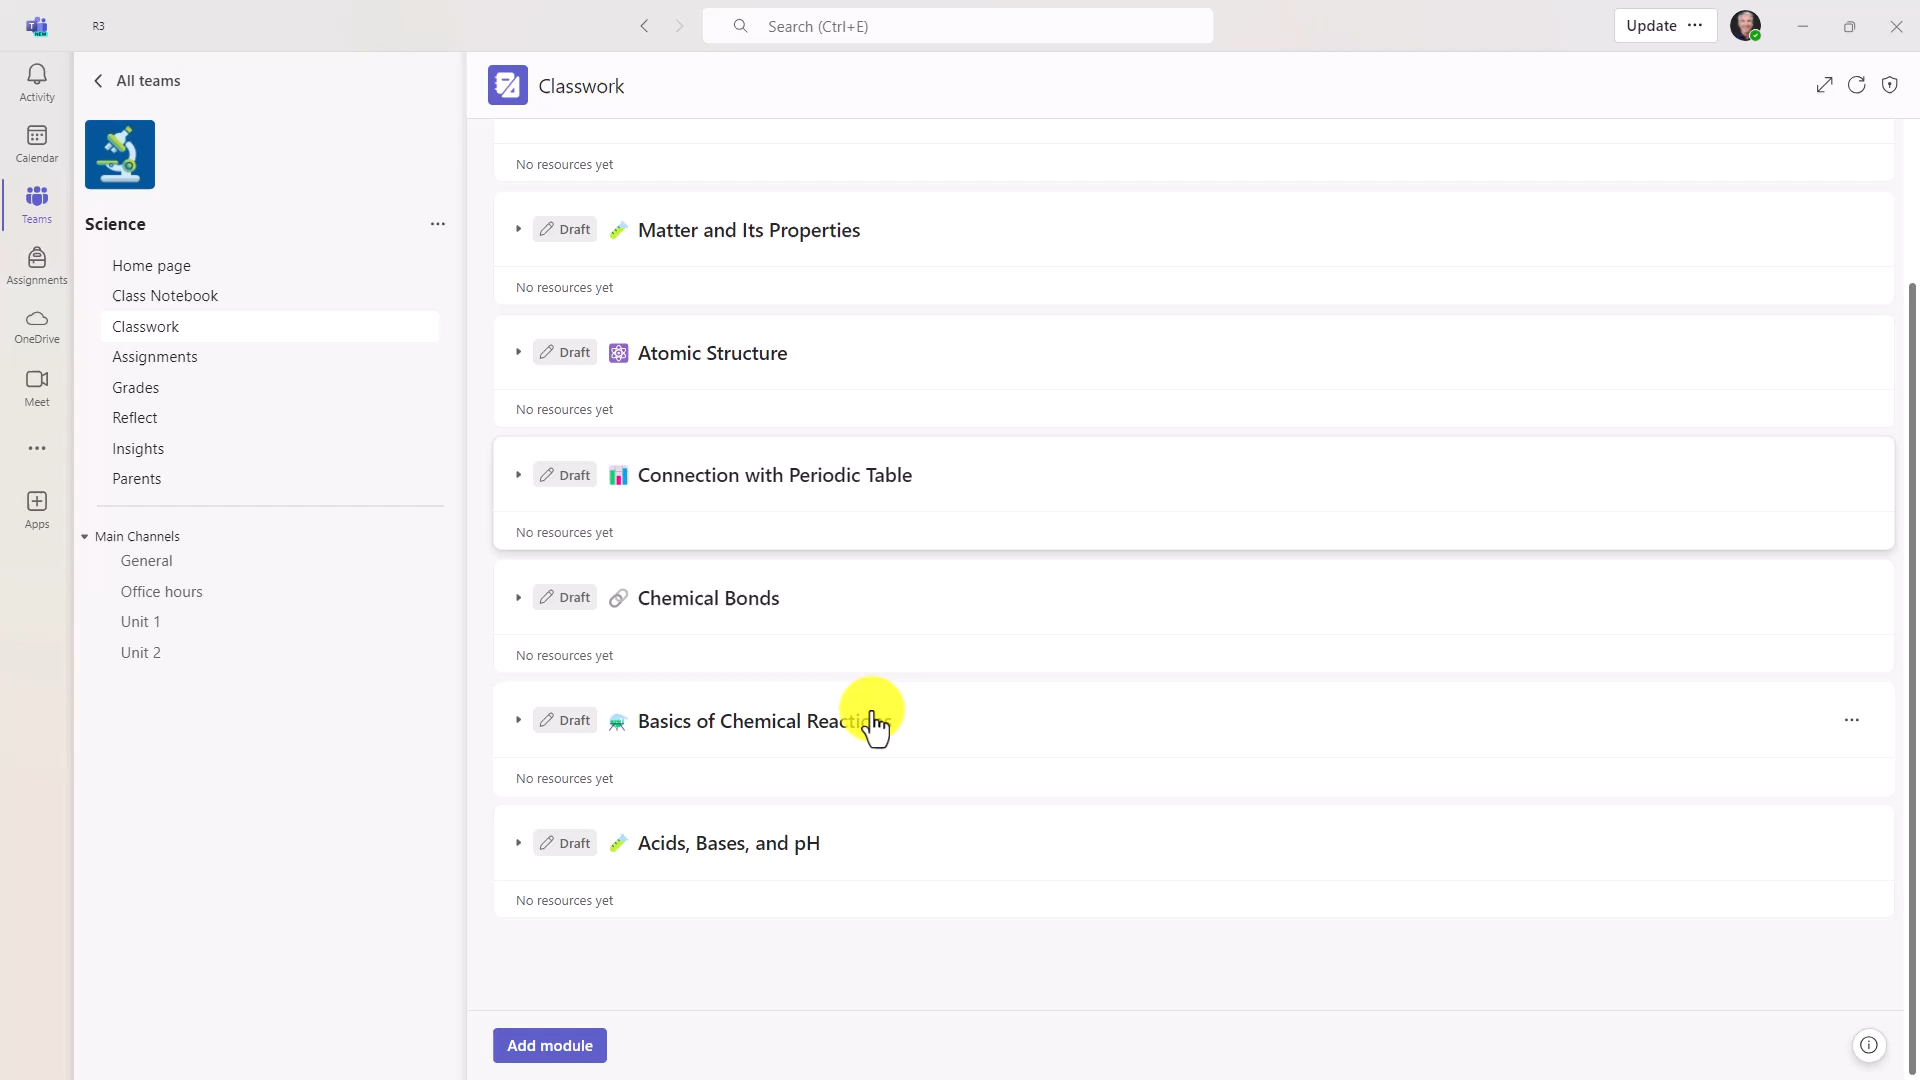 R3
Search (Ctrl+E)
Update
Activity
Calendar
Teams
Assignments
OneDrive
Meet
Apps
All teams
Science
Home page
Class Notebook
Classwork
Assignments
Grades
Reflect
Insights
Parents
Main Channels
General
Office hours
Unit 1
Unit 2
Classwork
No resources yet
Draft Matter and Its Properties
No resources yet
Draft Atomic Structure
No resources yet
Draft Connection with Periodic Table
No resources yet
Draft Chemical Bonds
No resources yet
Draft Basics of Chemical Reactions
No resources yet
Draft Acids, Bases, and pH
No resources yet
Add module